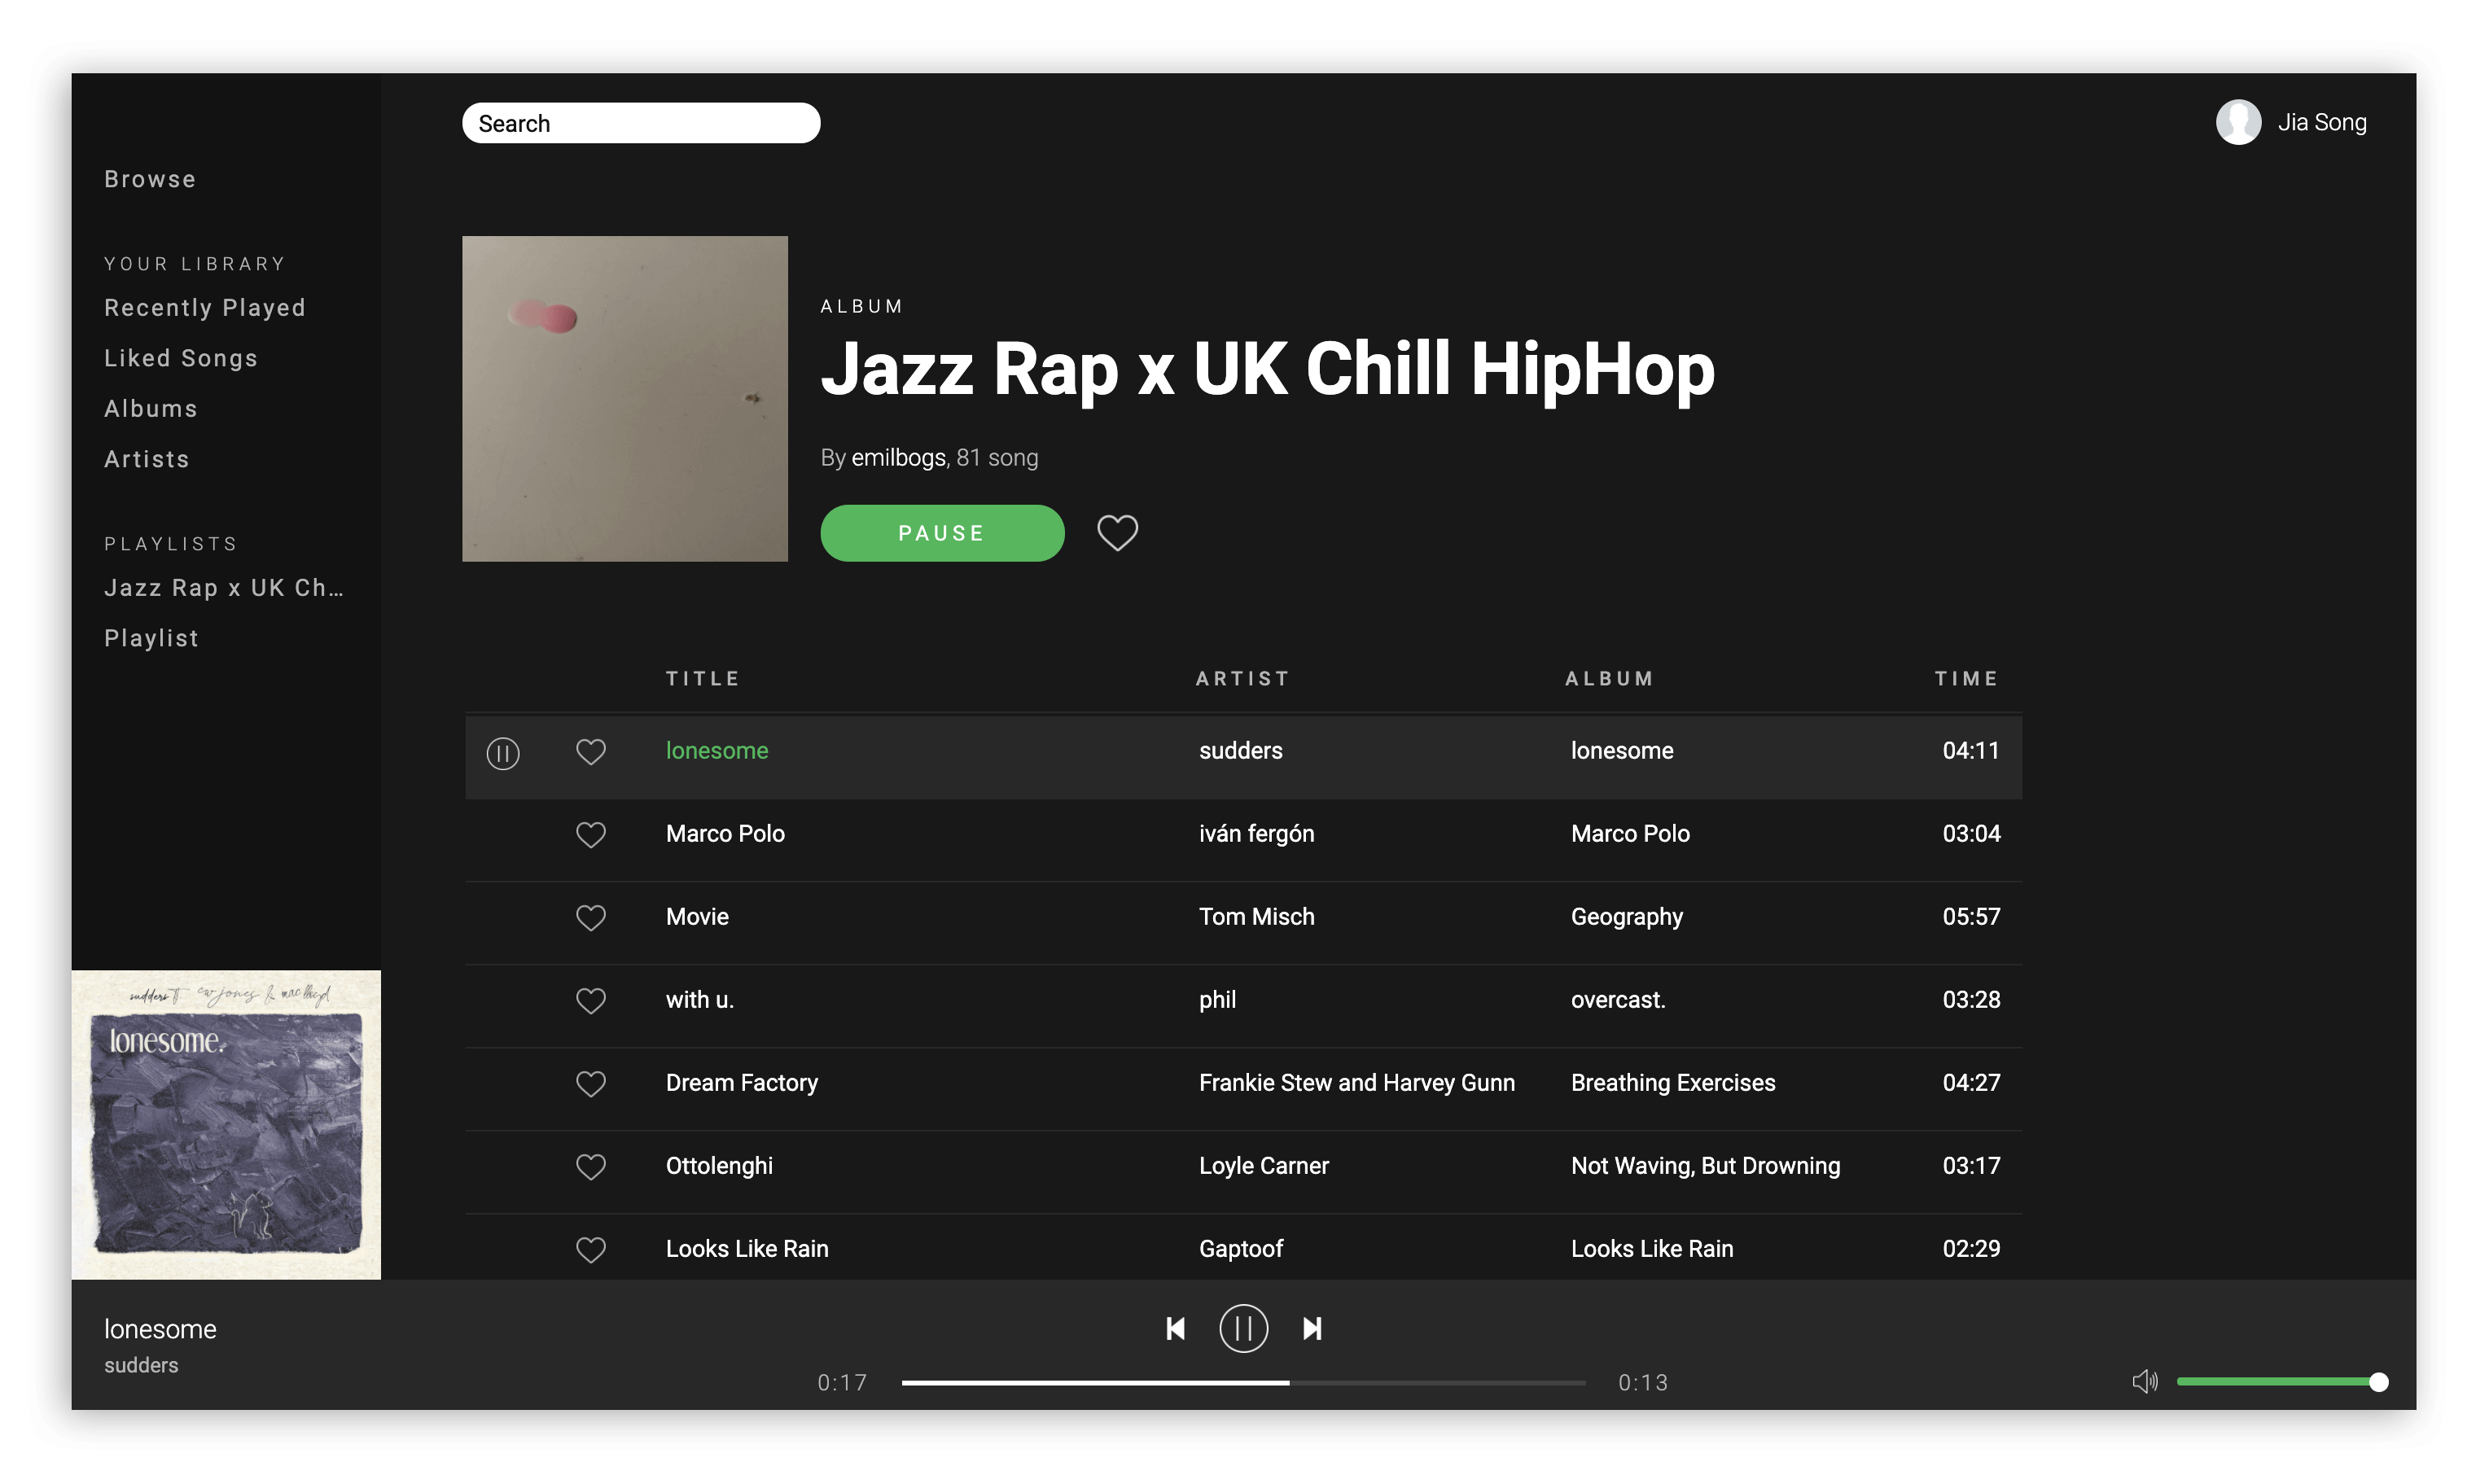 Search
Jia Song
Browse
YOUR LIBRARY
Recently Played
Liked Songs
Albums
Artists
PLAYLISTS
Jazz Rap x UK Ch...
Playlist
ALBUM
Jazz Rap x UK Chill HipHop
By emilbogs, 81 song
PAUSE
TITLE ARTIST ALBUM TIME
lonesome sudders lonesome 04:11
Marco Polo iván fergón Marco Polo 03:04
Movie Tom Misch Geography 05:57
with u. phil overcast. 03:28
Dream Factory Frankie Stew and Harvey Gunn Breathing Exercises 04:27
Ottolenghi Loyle Carner Not Waving, But Drowning 03:17
Looks Like Rain Gaptoof Looks Like Rain 02:29
sudders ft. cw jones &
lonesome.
lonesome
sudders
0:17 0:13